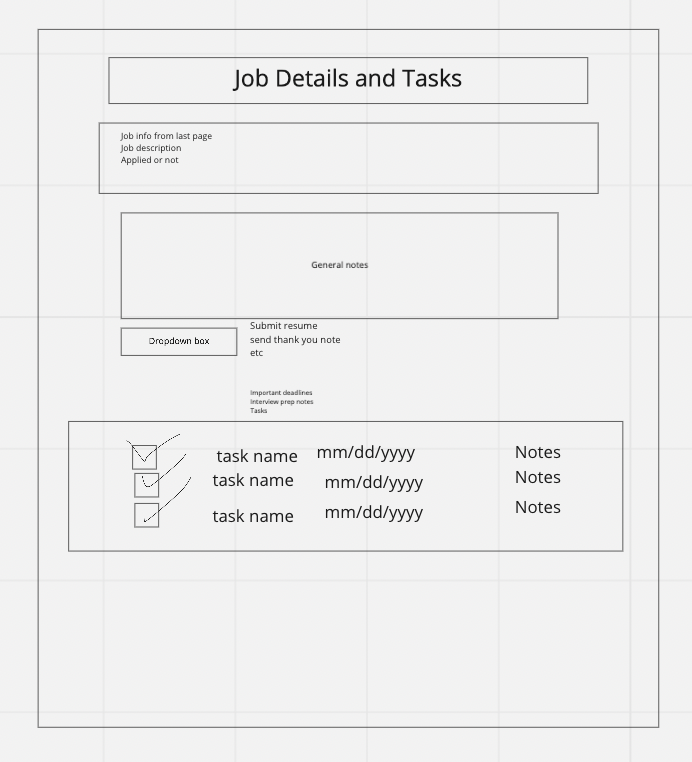 Job Details and Tasks
Job info from last page
Job description
Applied or not
General notes
Dropdown box
Submit resume
send thank you note
etc
Important deadlines
Interview prep notes
Tasks
task name mm/dd/yyyy Notes
task name mm/dd/yyyy Notes
task name mm/dd/yyyy Notes